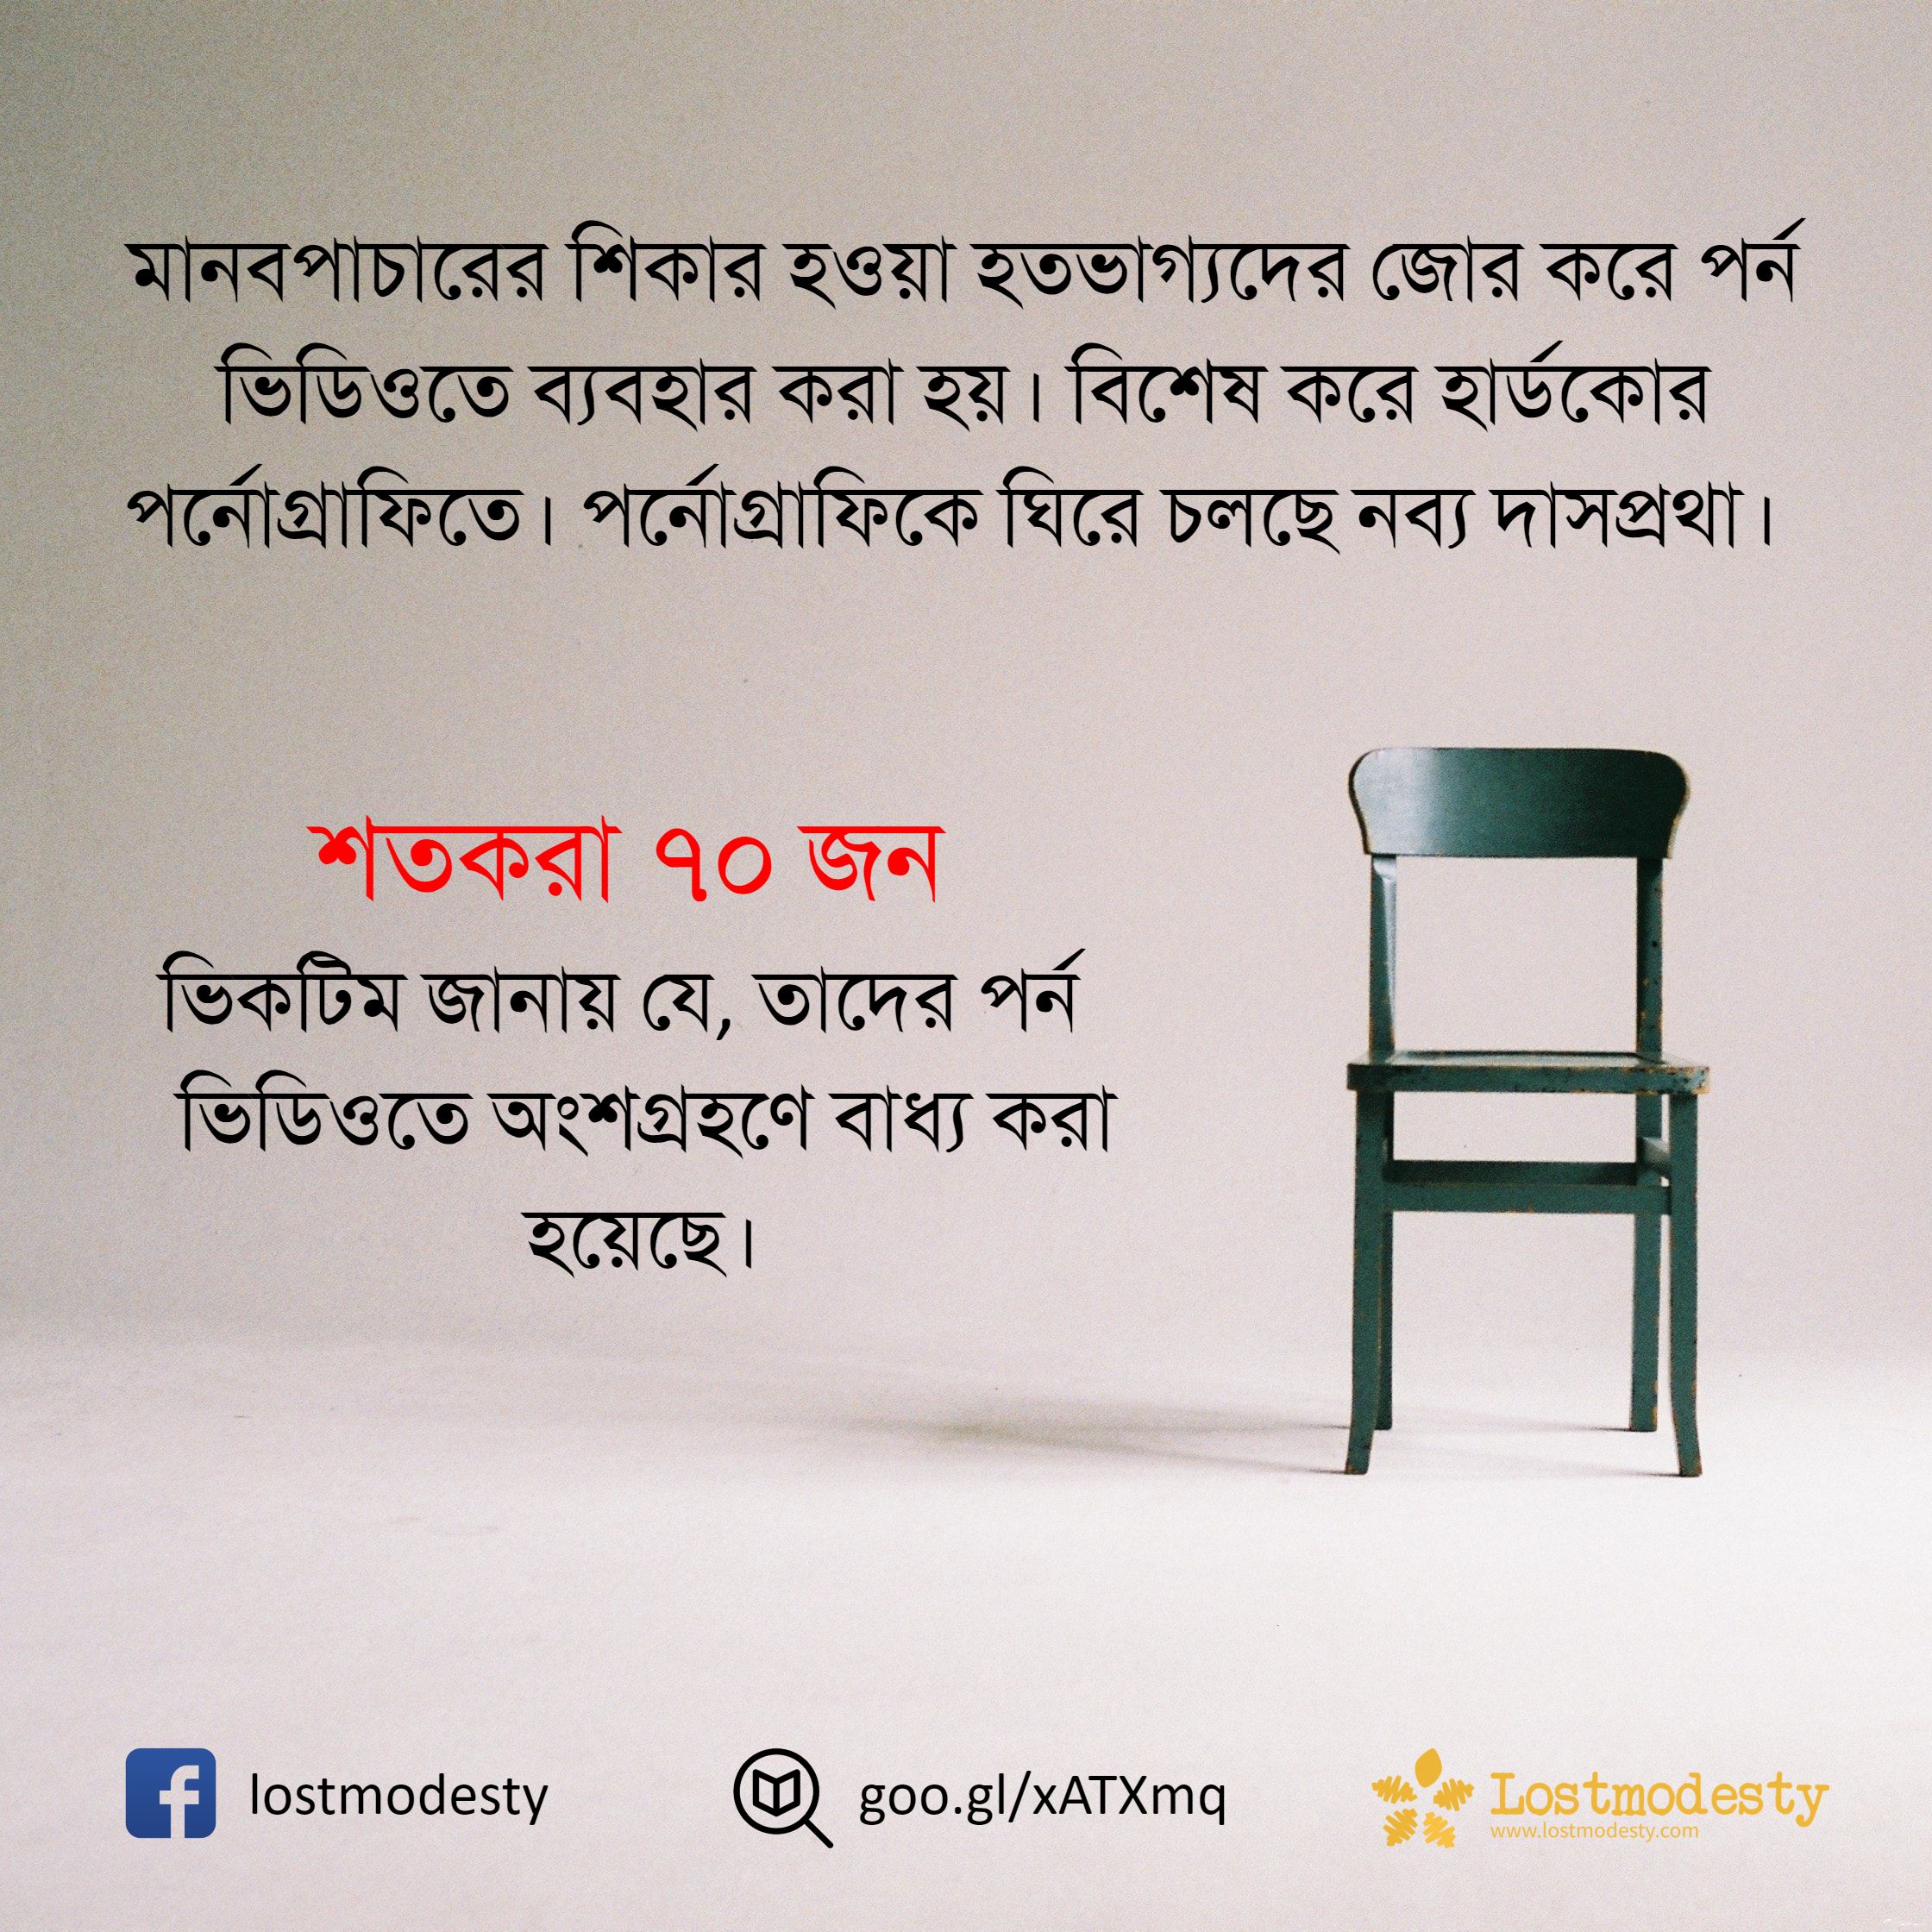 মানবপাচারের শিকার হওয়া হতভাগ্যদের জোর করে পর্ন
ভিডিওতে ব্যবহার করা হয়। বিশেষ করে হার্ডকোর
পর্নোগ্রাফিতে। পর্নোগ্রাফিকে ঘিরে চলছে নব্য দাসপ্রথা।
শতকরা ৭০ জন
ভিকটিম জানায় যে, তাদের পর্ন
ভিডিওতে অংশগ্রহণে বাধ্য করা
হয়েছে।
lostmodesty
goo.gl/xATXmq
Lostmodesty
www.lostmodesty.com